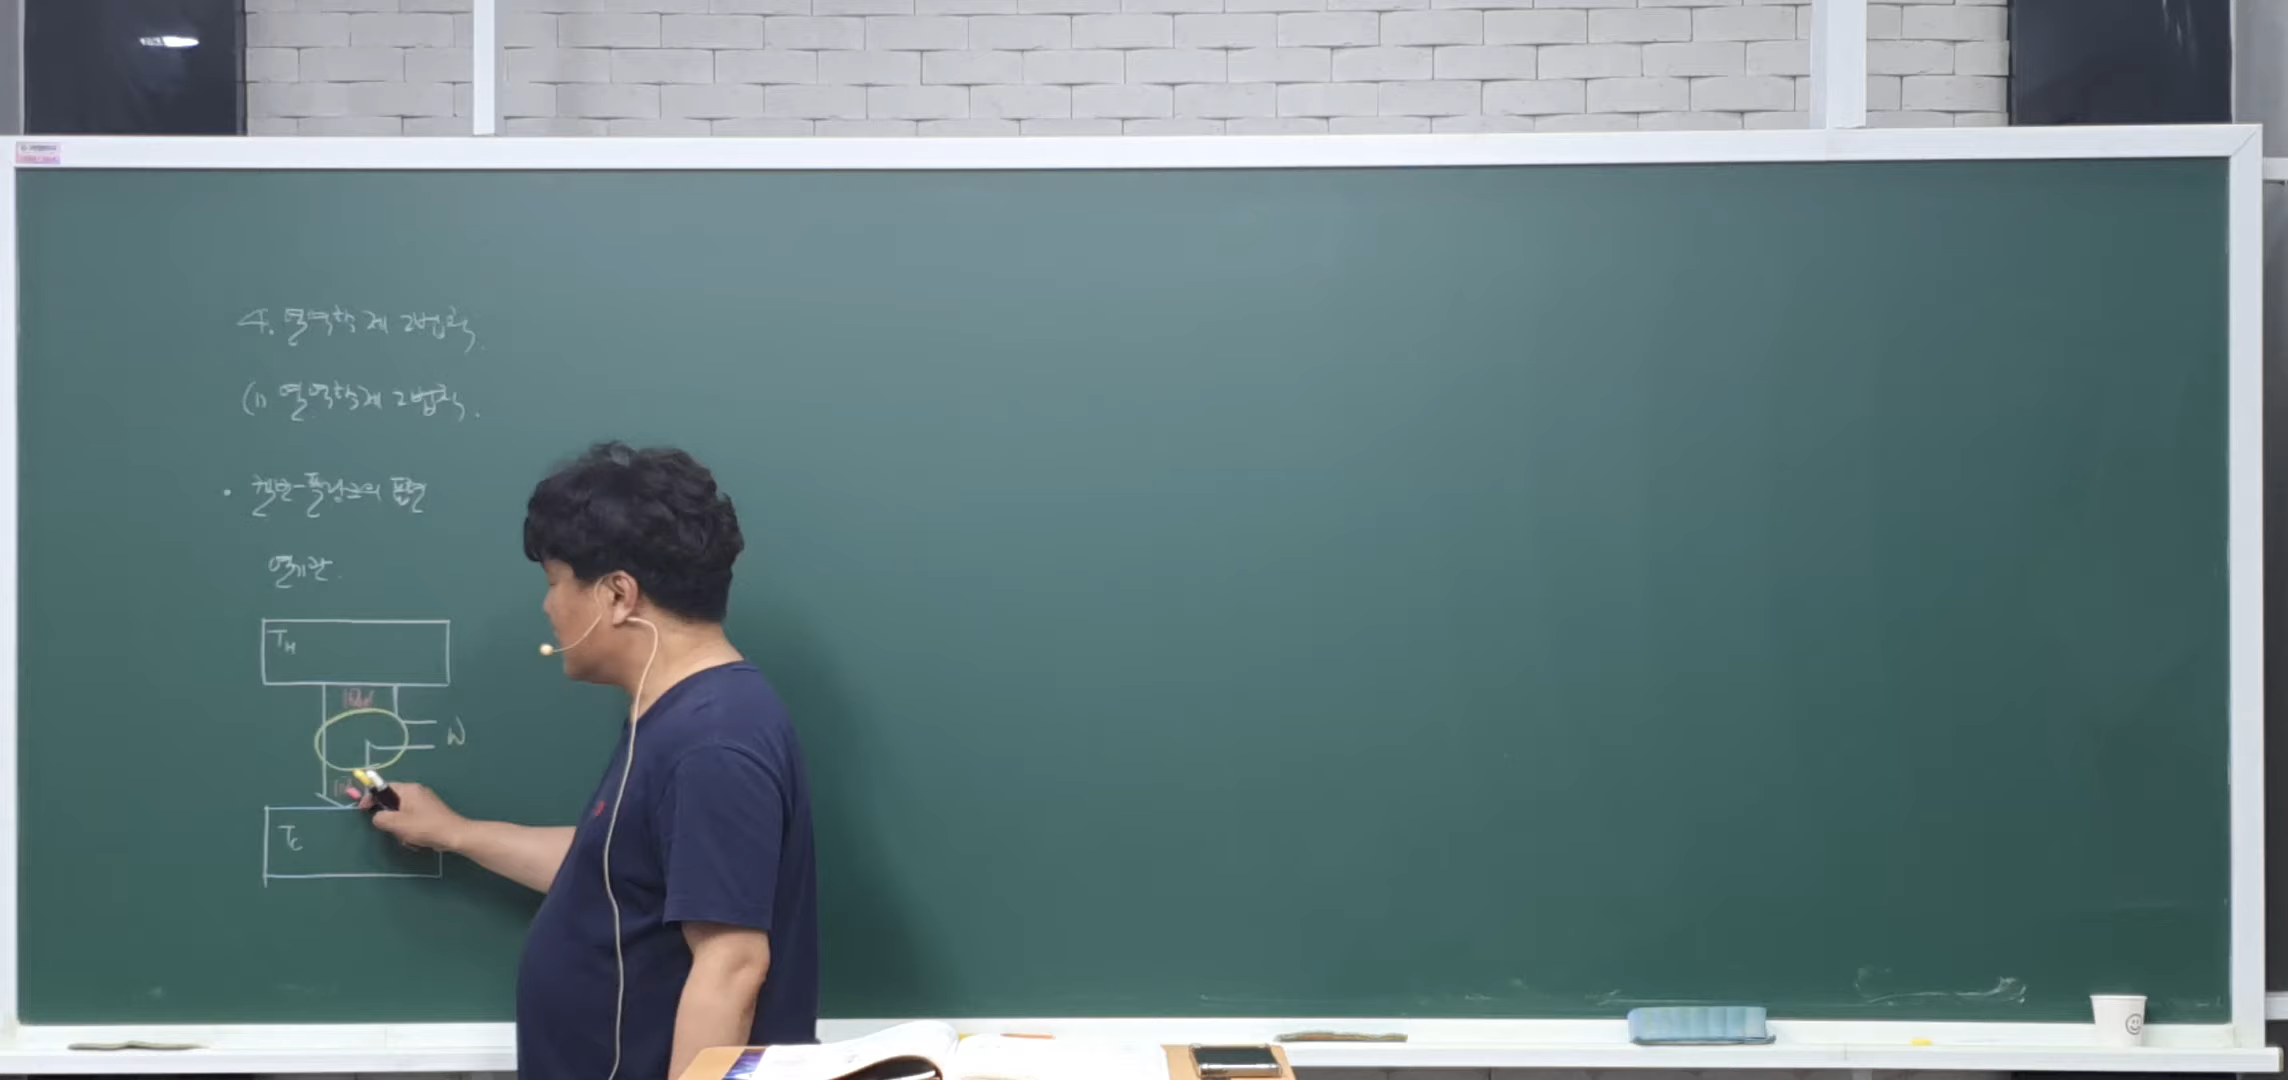 4. 열역학 제 2법칙.
(1) 열역학 제 2법칙.
· 켈빈-플랑크의 표현
열기관.
T_H
W
T_C